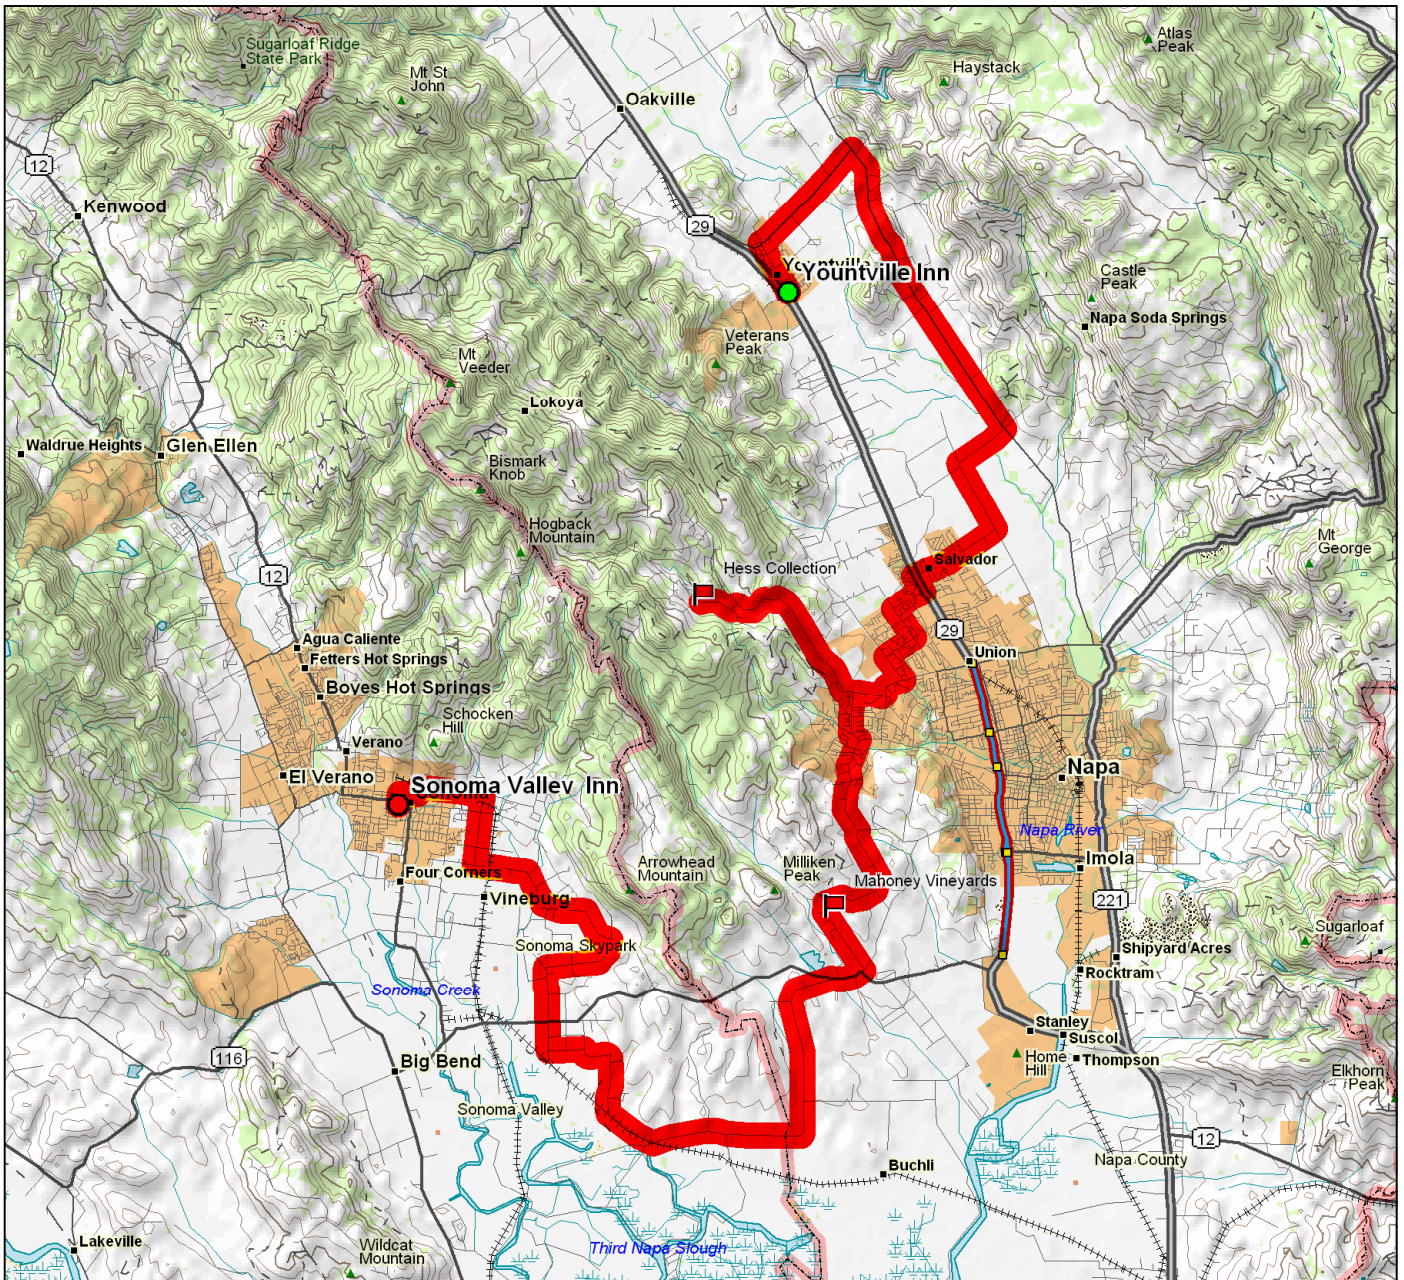 Sugarloaf Ridge
State Park
Mt St
John
Atlas
Peak
Haystack
Oakville
12
Kenwood
29
Yountville
Yountville Inn
Castle
Peak
Napa Soda Springs
Veterans
Peak
Mt
Veeder
Lokoya
Waldrue Heights
Glen Ellen
Bismark
Knob
Hogback
Mountain
Mt
George
Salvador
Hess Collection
12
29
Agua Caliente
Fetters Hot Springs
Union
Boyes Hot Springs
Schocken
Hill
Verano
El Verano
Napa
Sonoma Valley Inn
Sonoma
Napa River
Imola
Arrowhead
Mountain
Milliken
Peak
Mahoney Vineyards
Four Corners
Vineburg
221
Sugarloaf
Sonoma Skypark
Shipyard Acres
Rocktram
Sonoma Creek
Stanley
Suscol
116
Big Bend
Home
Hill
Thompson
Elkhorn
Peak
Sonoma Valley
12
Napa County
Buchli
Lakeville
Wildcat
Mountain
Third Napa Slough